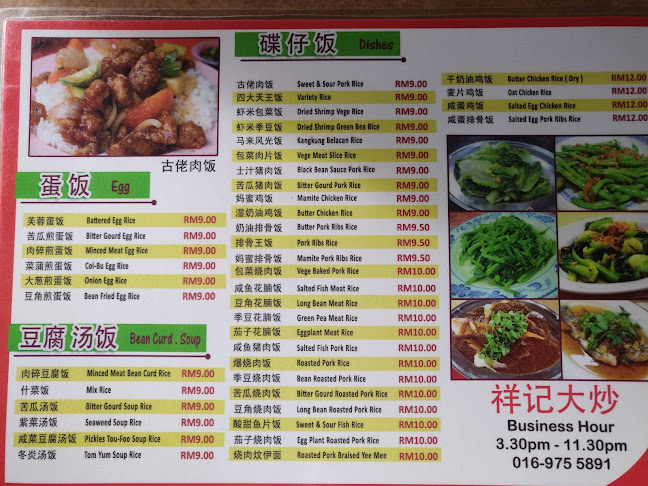 古佬肉饭
蛋饭 Egg
芙蓉蛋饭 Battered Egg Rice RM9.00
苦瓜煎蛋饭 Bitter Gourd Egg Rice RM9.00
肉碎煎蛋饭 Minced Meat Egg Rice RM9.00
菜蒲煎蛋饭 Coi-Bu Egg Rice RM9.00
大葱煎蛋饭 Onion Egg Rice RM9.00
豆角煎蛋饭 Bean Fried Egg Rice RM9.00
豆腐汤饭 Bean Curd . Soup
肉碎豆腐饭 Minced Meat Bean Curd Rice RM9.00
什菜饭 Mix Rice RM9.00
苦瓜汤饭 Bitter Gourd Soup Rice RM9.00
紫菜汤饭 Seaweed Soup Rice RM9.00
咸菜豆腐汤饭 Pickles Tou-Foo Soup Rice RM9.00
冬炎汤饭 Tom Yum Soup Rice RM9.00
碟仔饭 Dishes
古佬肉饭 Sweet & Sour Pork Rice RM9.00
四大天王饭 Variety Rice RM9.00
虾米包菜饭 Dried Shrimp Vege Rice RM9.00
虾米季豆饭 Dried Shrimp Green Bea Rice RM9.00
马来风光饭 Kangkung Belacan Rice RM9.00
包菜肉片饭 Vege Meat Slice Rice RM9.00
士汁猪肉饭 Black Bean Sauce Pork Rice RM9.00
苦瓜猪肉饭 Bitter Gourd Pork Rice RM9.00
妈蜜鸡饭 Mamite Chicken Rice RM9.00
湿奶油鸡饭 Butter Chicken Rice RM9.00
奶油排骨饭 Butter Pork Ribs Rice RM9.50
排骨王饭 Pork Ribs Rice RM9.50
妈蜜排骨饭 Mamite Pork Ribs Rice RM9.50
包菜烧肉饭 Vege Baked Pork Rice RM10.00
咸鱼花腩饭 Salted Fish Meat Rice RM10.00
豆角花腩饭 Long Bean Meat Rice RM10.00
季豆花腩饭 Green Pea Meat Rice RM10.00
茄子花腩饭 Eggplant Meat Rice RM10.00
咸鱼猪肉饭 Salted Fish Pork Rice RM10.00
爆烧肉饭 Roasted Pork Rice RM10.00
季豆烧肉饭 Bean Roasted Pork Rice RM10.00
苦瓜烧肉饭 Bitter Gourd Roasted Pork Rice RM10.00
豆角烧肉饭 Long Bean Roasted Pork Rice RM10.00
酸甜鱼片饭 Sweet & Sour Fish Rice RM10.00
茄子烧肉饭 Egg Plant Roasted Pork Rice RM10.00
烧肉炆伊面 Roasted Pork Braised Yee Mee RM10.00
干奶油鸡饭 Butter Chicken Rice ( Dry ) RM12.00
麦片鸡饭 Oat Chicken Rice RM12.00
咸蛋鸡饭 Salted Egg Chicken Rice RM12.00
咸蛋排骨饭 Salted Egg Pork Ribs Rice RM12.00
祥记大炒
Business Hour
3.30pm - 11.30pm
016-975 5891